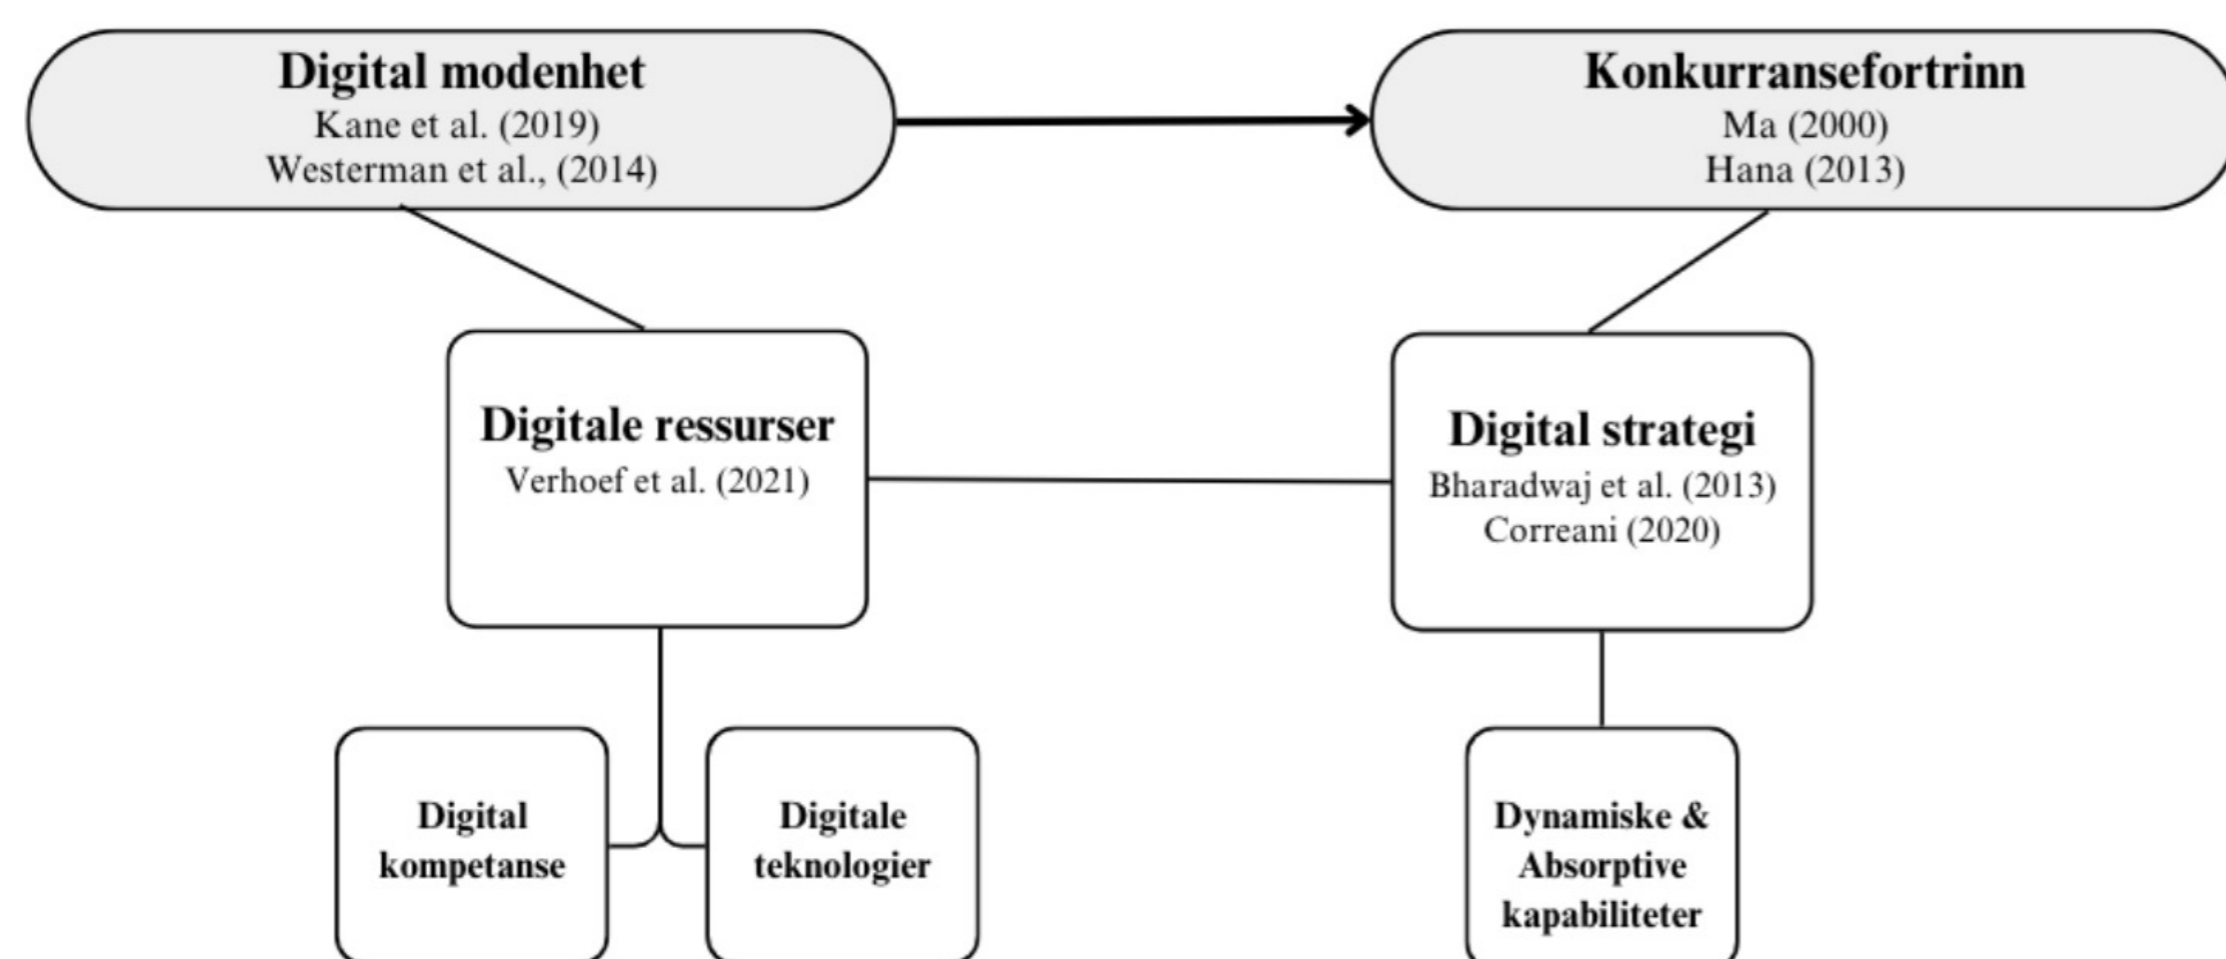 Digital modenhet
Kane et al. (2019)
Westerman et al., (2014)
Konkurransefortrinn
Ma (2000)
Hana (2013)
Digitale ressurser
Verhoef et al. (2021)
Digital strategi
Bharadwaj et al. (2013)
Correani (2020)
Digital
kompetanse
Digitale
teknologier
Dynamiske &
Absorptive
kapabiliteter